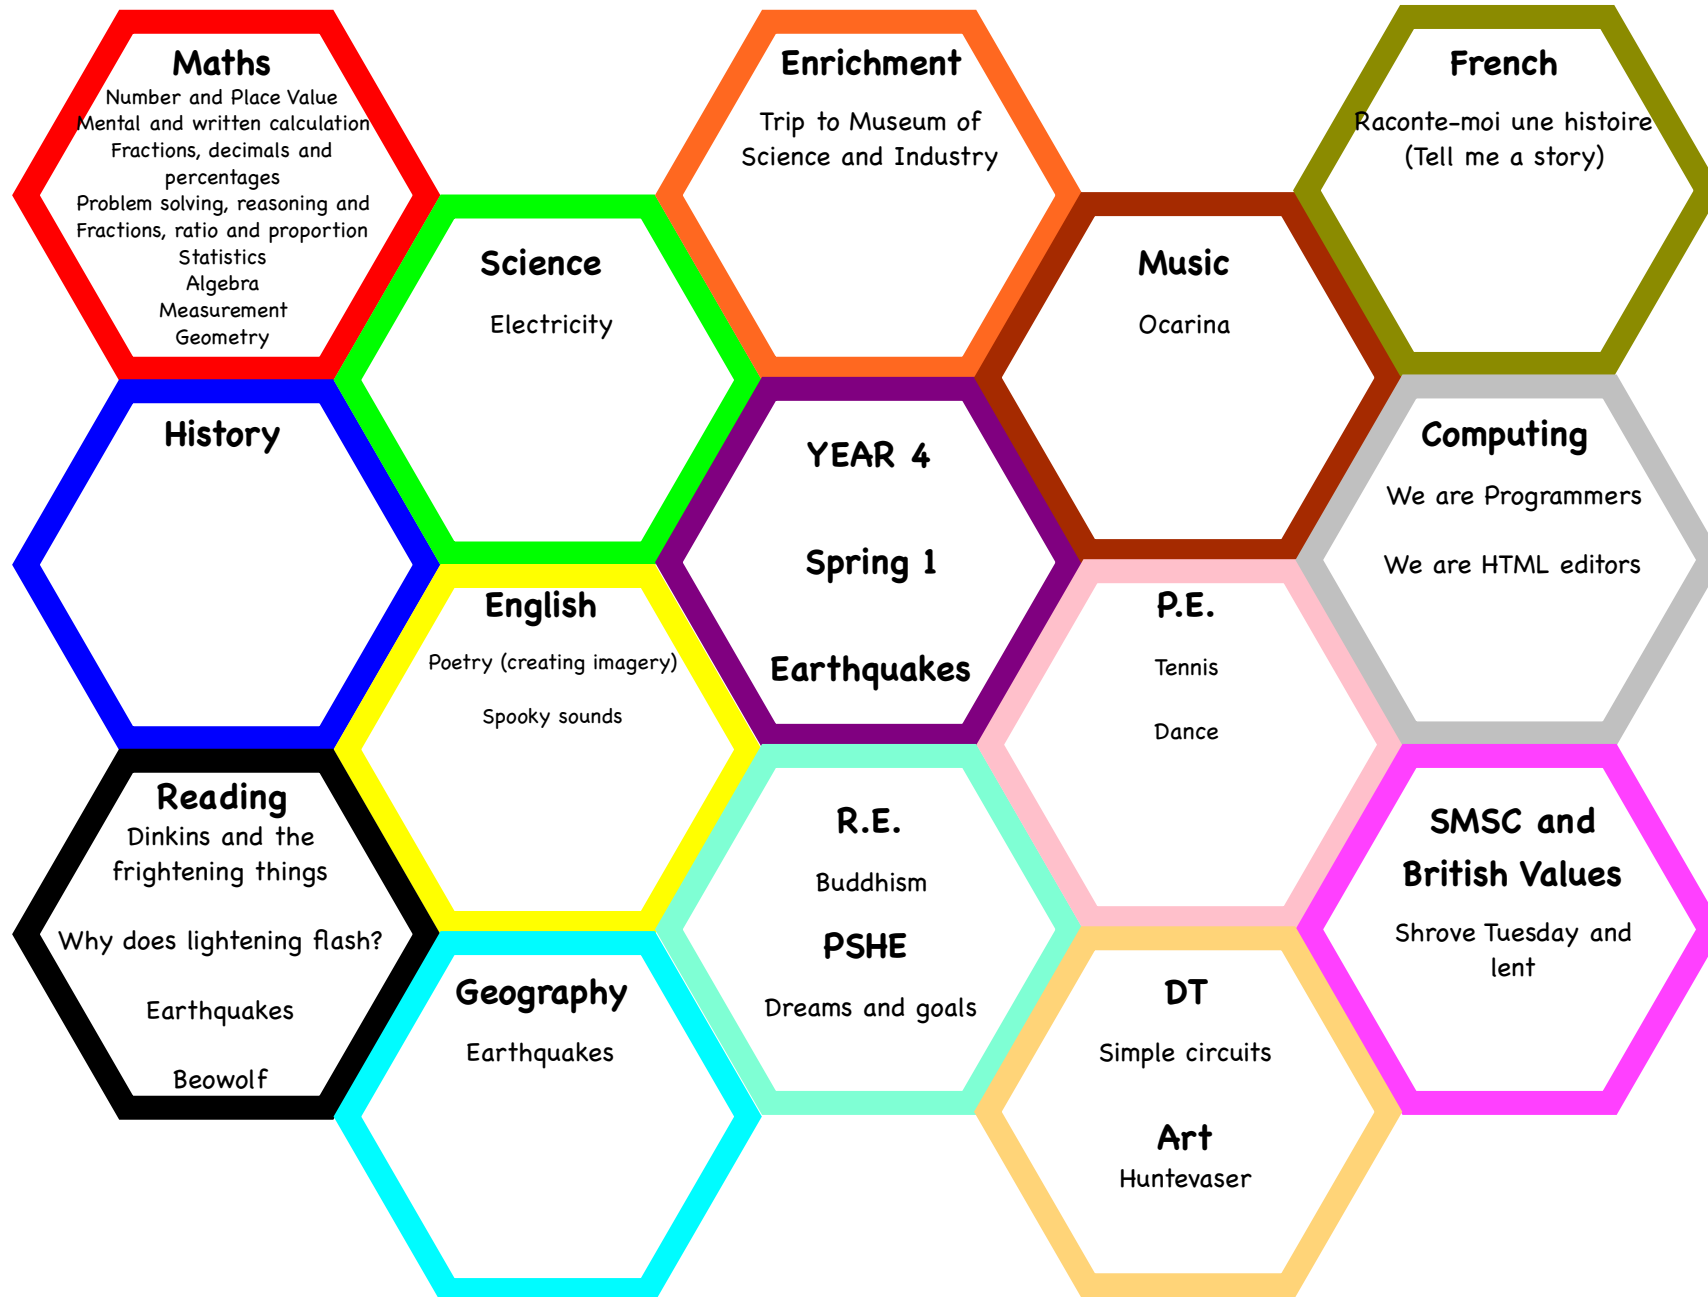 Maths
Number and Place Value
Mental and written calculation
Fractions, decimals and
percentages
Problem solving, reasoning and
Fractions, ratio and proportion
Statistics
Algebra
Measurement
Geometry
Enrichment
Trip to Museum of
Science and Industry
French
Raconte-moi une histoire
(Tell me a story)
Science
Electricity
Music
Ocarina
History
YEAR 4
Spring 1
Earthquakes
Computing
We are Programmers
We are HTML editors
English
Poetry (creating imagery)
Spooky sounds
P.E.
Tennis
Dance
Reading
Dinkins and the
frightening things
Why does lightening flash?
Earthquakes
Beowolf
R.E.
Buddhism
PSHE
Dreams and goals
SMSC and
British Values
Shrove Tuesday and
lent
Geography
Earthquakes
DT
Simple circuits
Art
Huntevaser